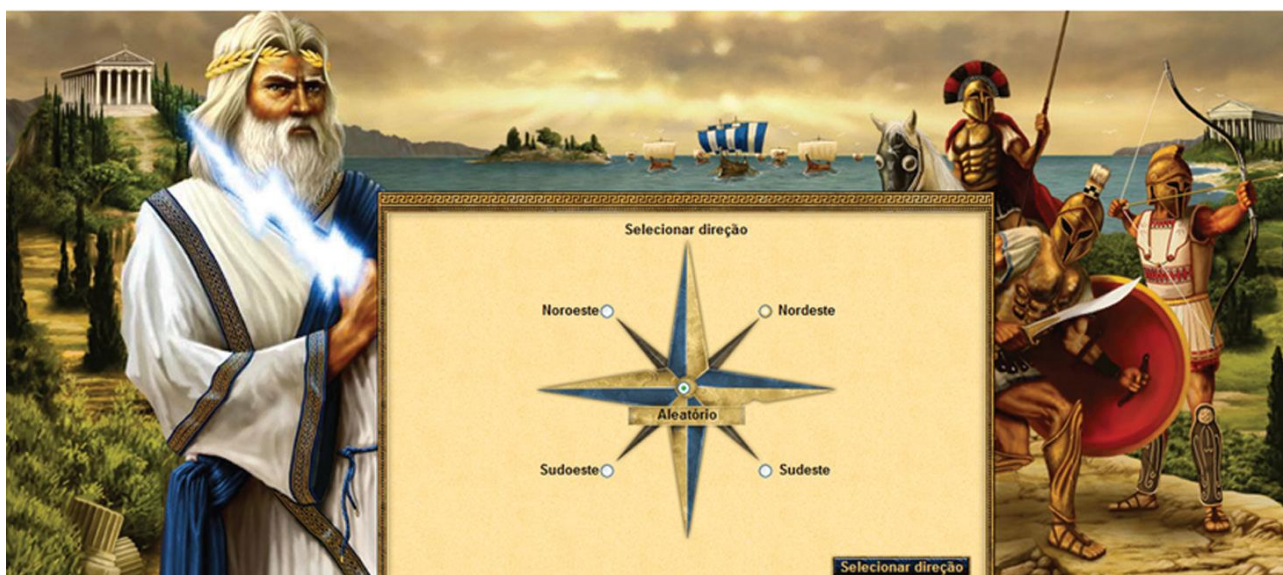 Selecionar direção
Noroeste
Nordeste
Aleatório
Sudoeste
Sudeste
Selecionar direção